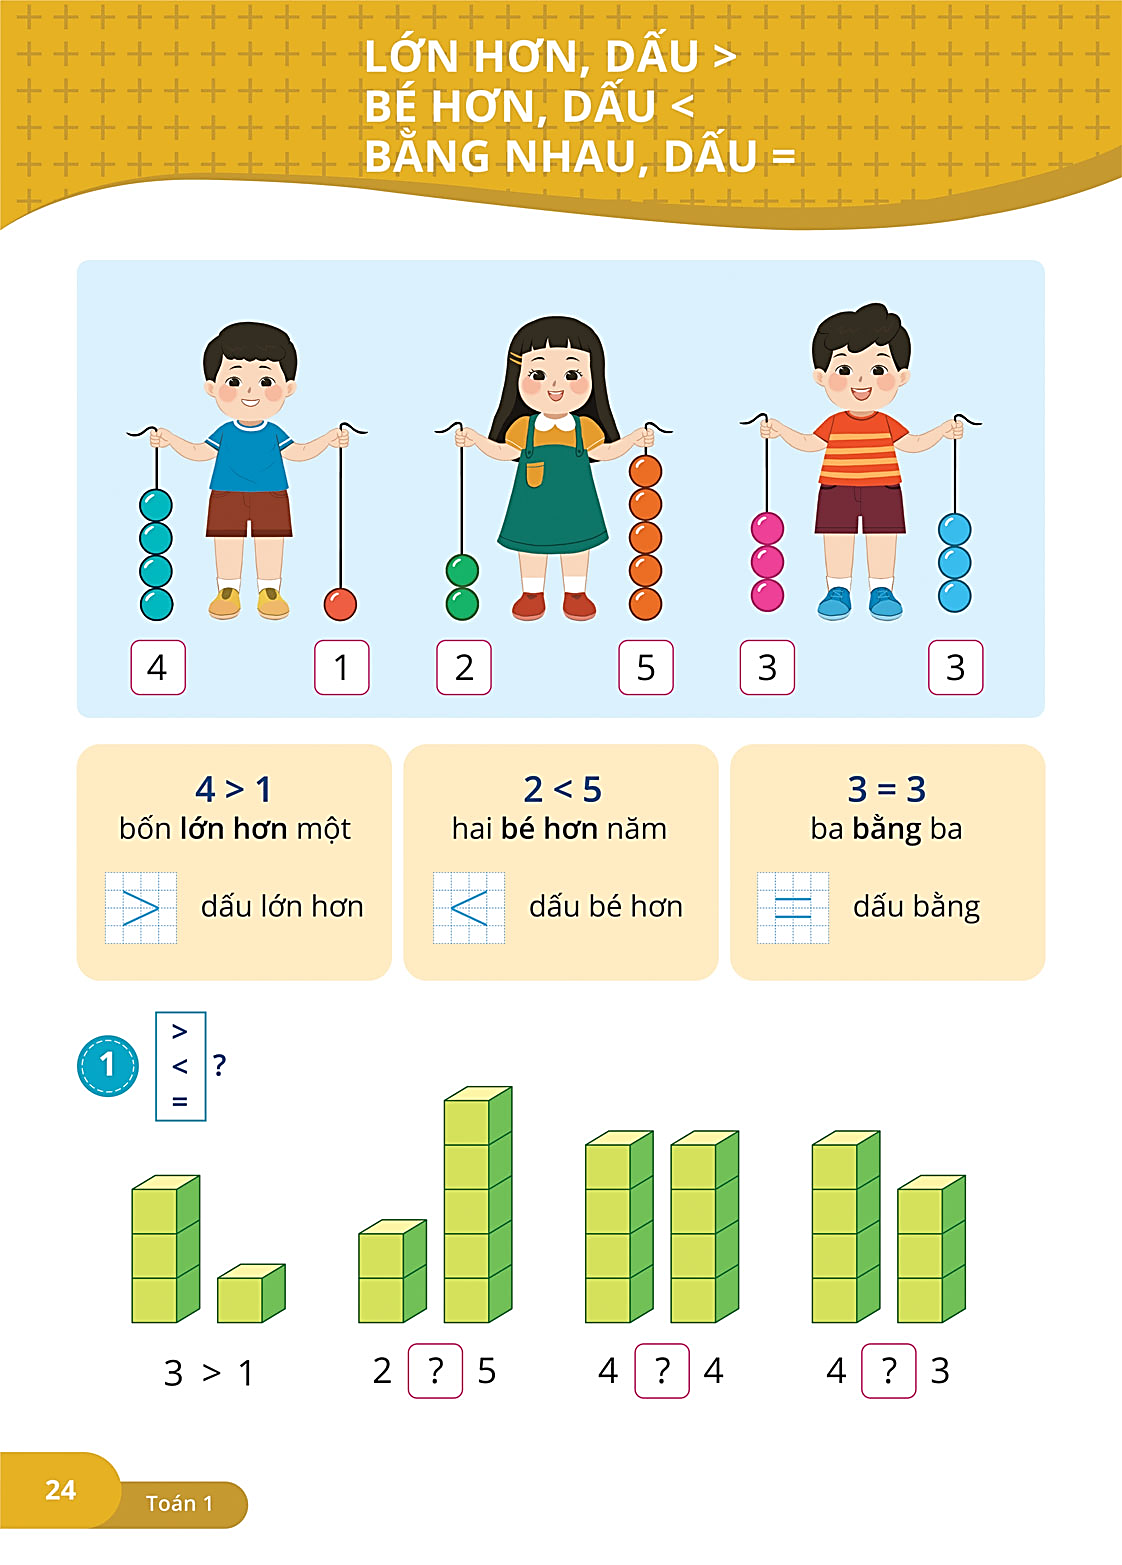 LỚN HƠN, DẤU >
BÉ HƠN, DẤU <
BẰNG NHAU, DẤU =
4 1 2 5 3 3
4 > 1
bốn lớn hơn một
> dấu lớn hơn
2 < 5
hai bé hơn năm
< dấu bé hơn
3 = 3
ba bằng ba
= dấu bằng
1
>
<
=
?
3 > 1
2 ? 5
4 ? 4
4 ? 3
24
Toán 1